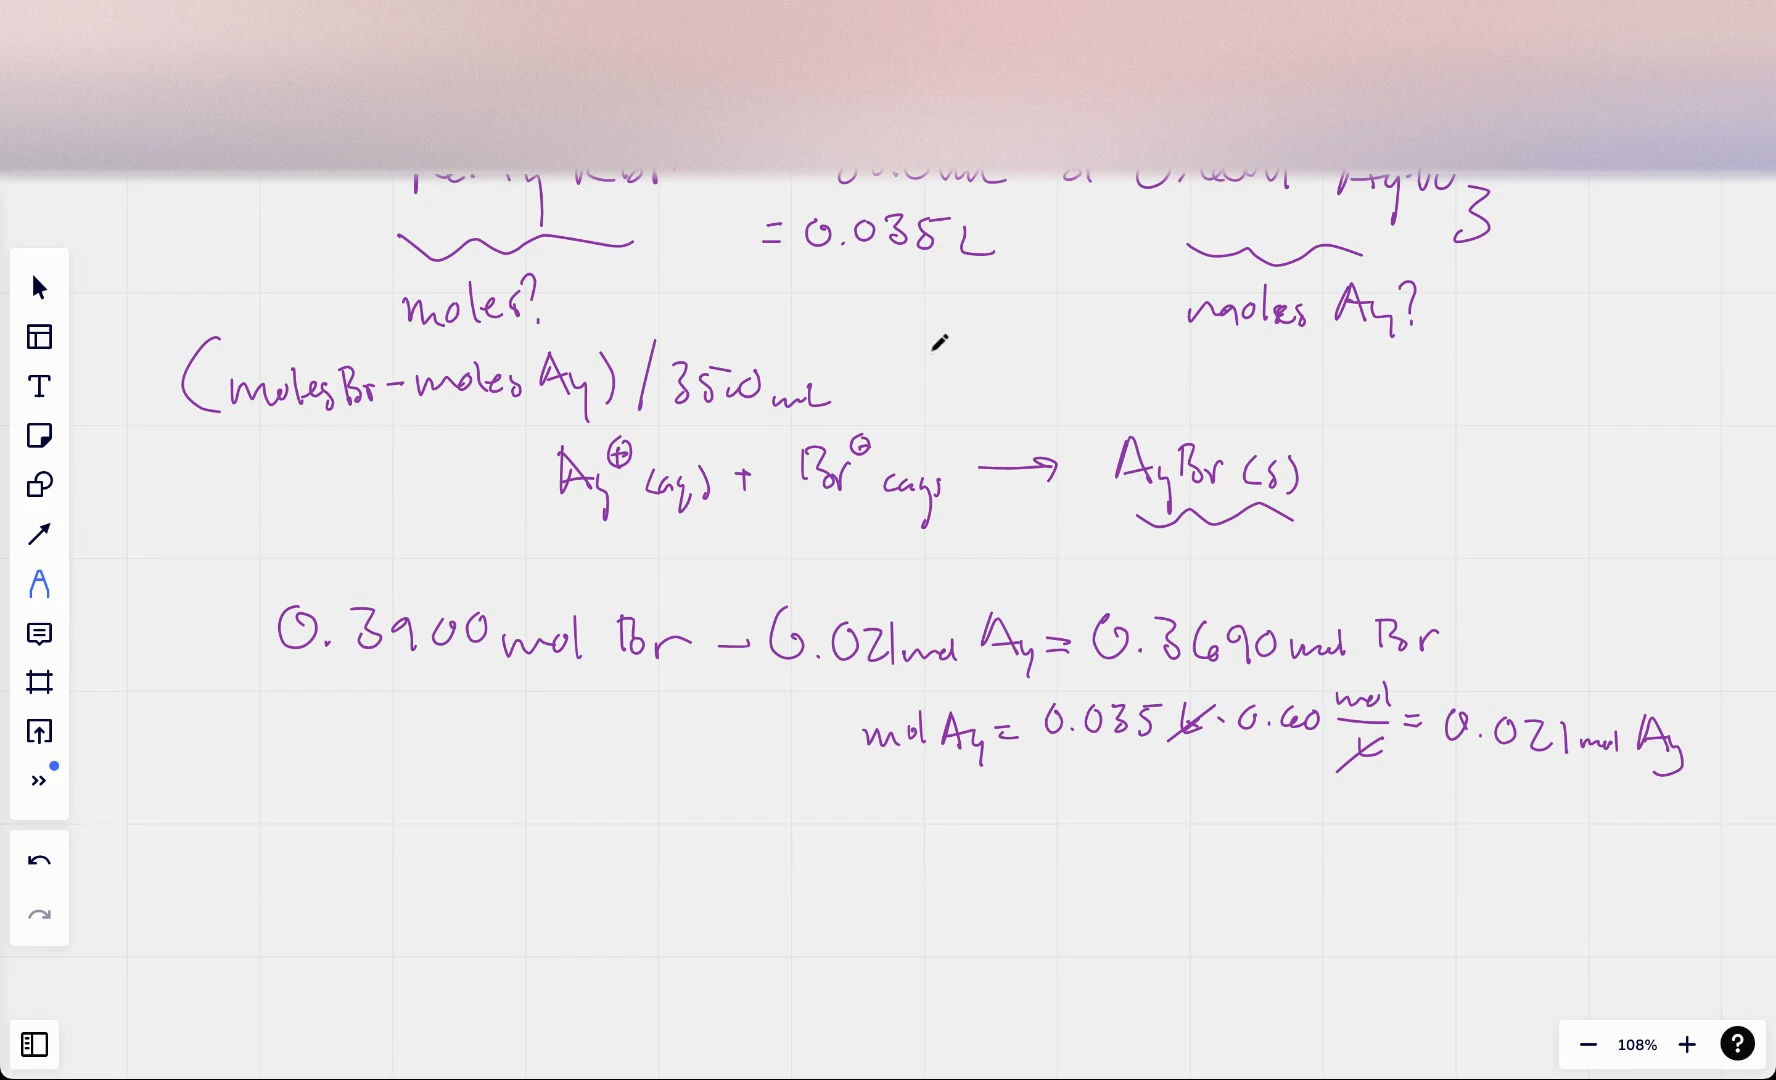 = 0.035 L
moles? moles Ag?
(moles Br - moles Ag) / 35.0 mL
Ag⊕ (aq) + Br⊖ (aq) → AgBr (s)
0.3900 mol Br - 0.021 mol Ag = 0.3690 mol Br
mol Ag = 0.035 L · 0.60 mol/L = 0.021 mol Ag
108%